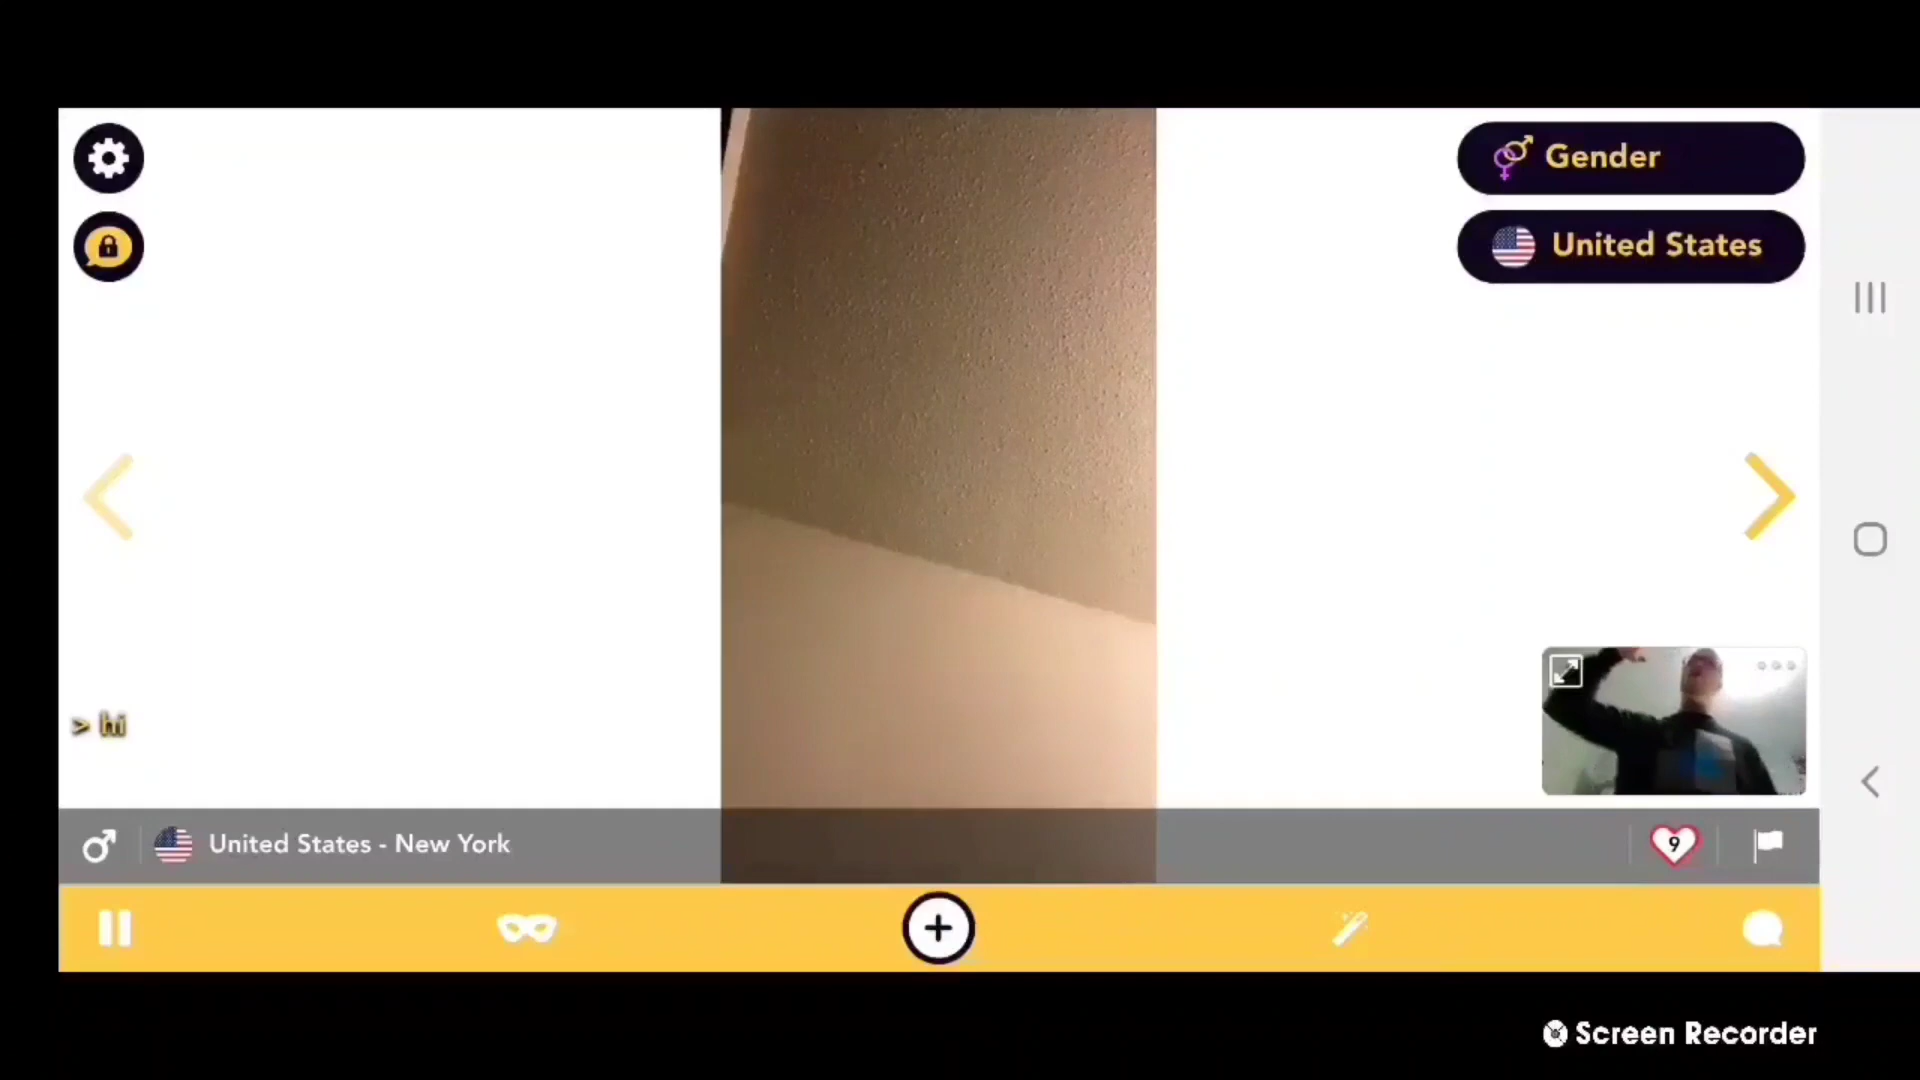 Gender
United States
> hi
United States - New York
9
Screen Recorder